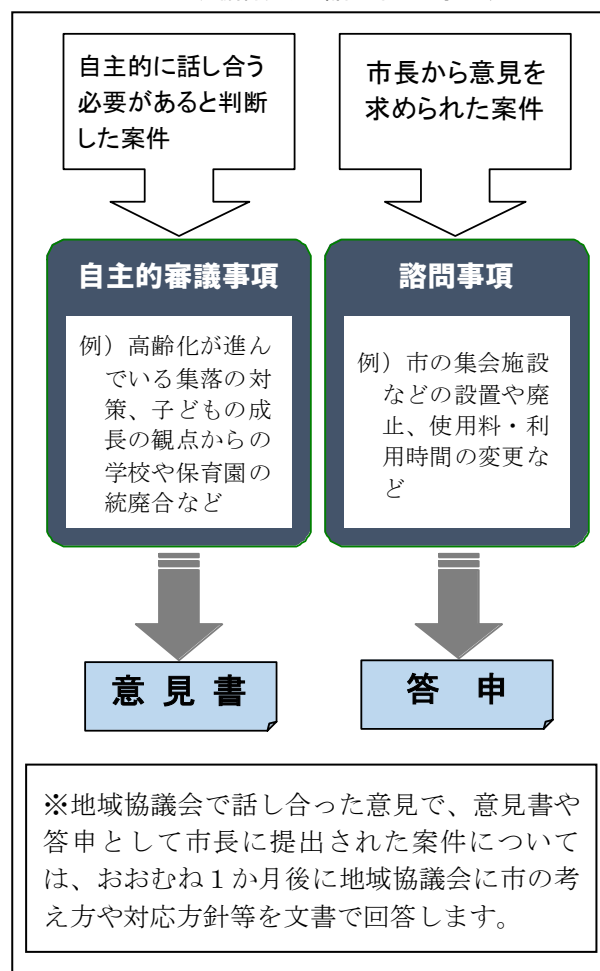 自主的に話し合う
必要があると判断
した案件
市長から意見を
求められた案件
自主的審議事項
例）高齢化が進ん
でいる集落の対
策、子どもの成
長の観点からの
学校や保育園の
統廃合など
諮問事項
例）市の集会施設
などの設置や廃
止、使用料・利
用時間の変更な
ど
意見書
答申
※地域協議会で話し合った意見で、意見書や
答申として市長に提出された案件について
は、おおむね１か月後に地域協議会に市の考
え方や対応方針等を文書で回答します。